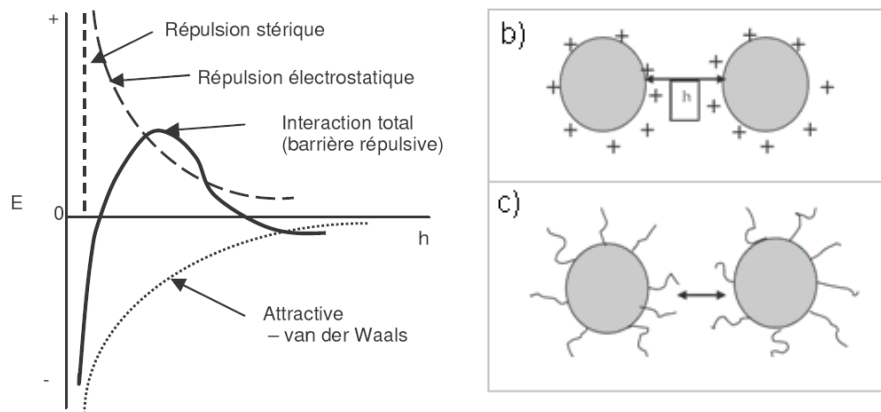 +
Répulsion stérique
Répulsion électrostatique
Interaction total
(barrière répulsive)
E
0
h
Attractive
– van der Waals
-
b)
+ + + +
+ + + +
+ + +
h
+ + + +
+ +
c)